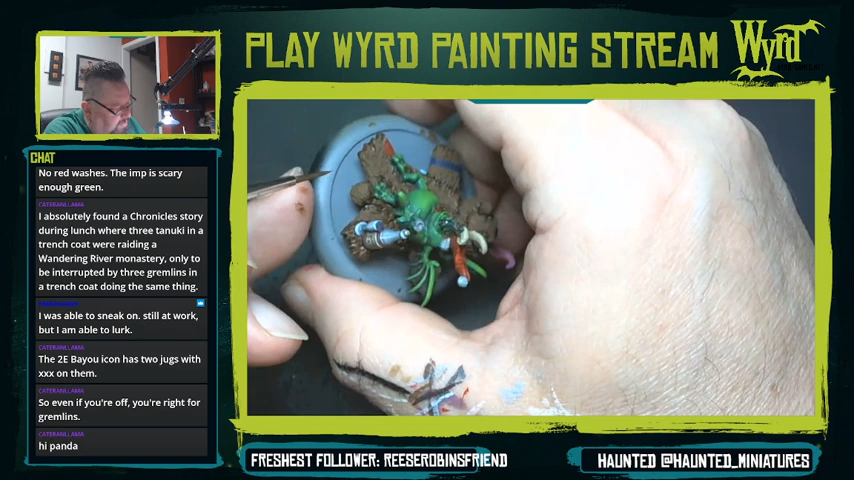 PLAY WYRD PAINTING STREAM
Wyrd
CHAT
No red washes. The imp is scary
enough green.
CATERANLLAMA
I absolutely found a Chronicles story
during lunch where three tanuki in a
trench coat were raiding a
Wandering River monastery, only to
be interrupted by three gremlins in
a trench coat doing the same thing.
I was able to sneak on. still at work,
but I am able to lurk.
CATERANLLAMA
The 2E Bayou icon has two jugs with
xxx on them.
CATERANLLAMA
So even if you're off, you're right for
gremlins.
CATERANLLAMA
hi panda
FRESHEST FOLLOWER: REESEROBINSFRIEND
HAUNTED @HAUNTED_MINIATURES